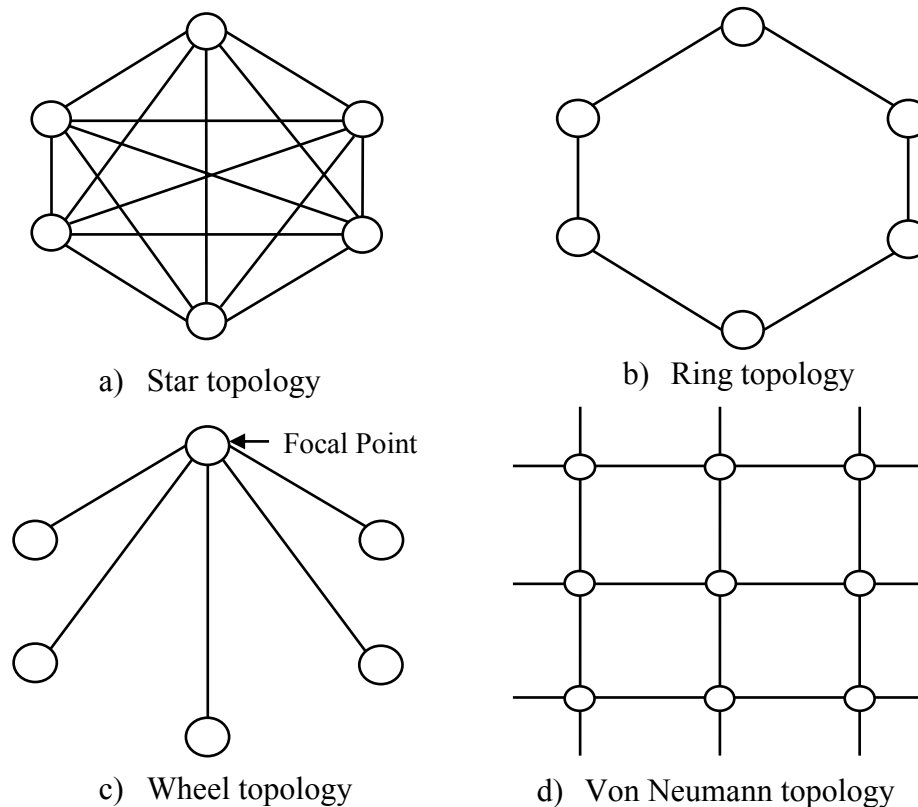 a) Star topology
b) Ring topology
Focal Point
c) Wheel topology
d) Von Neumann topology